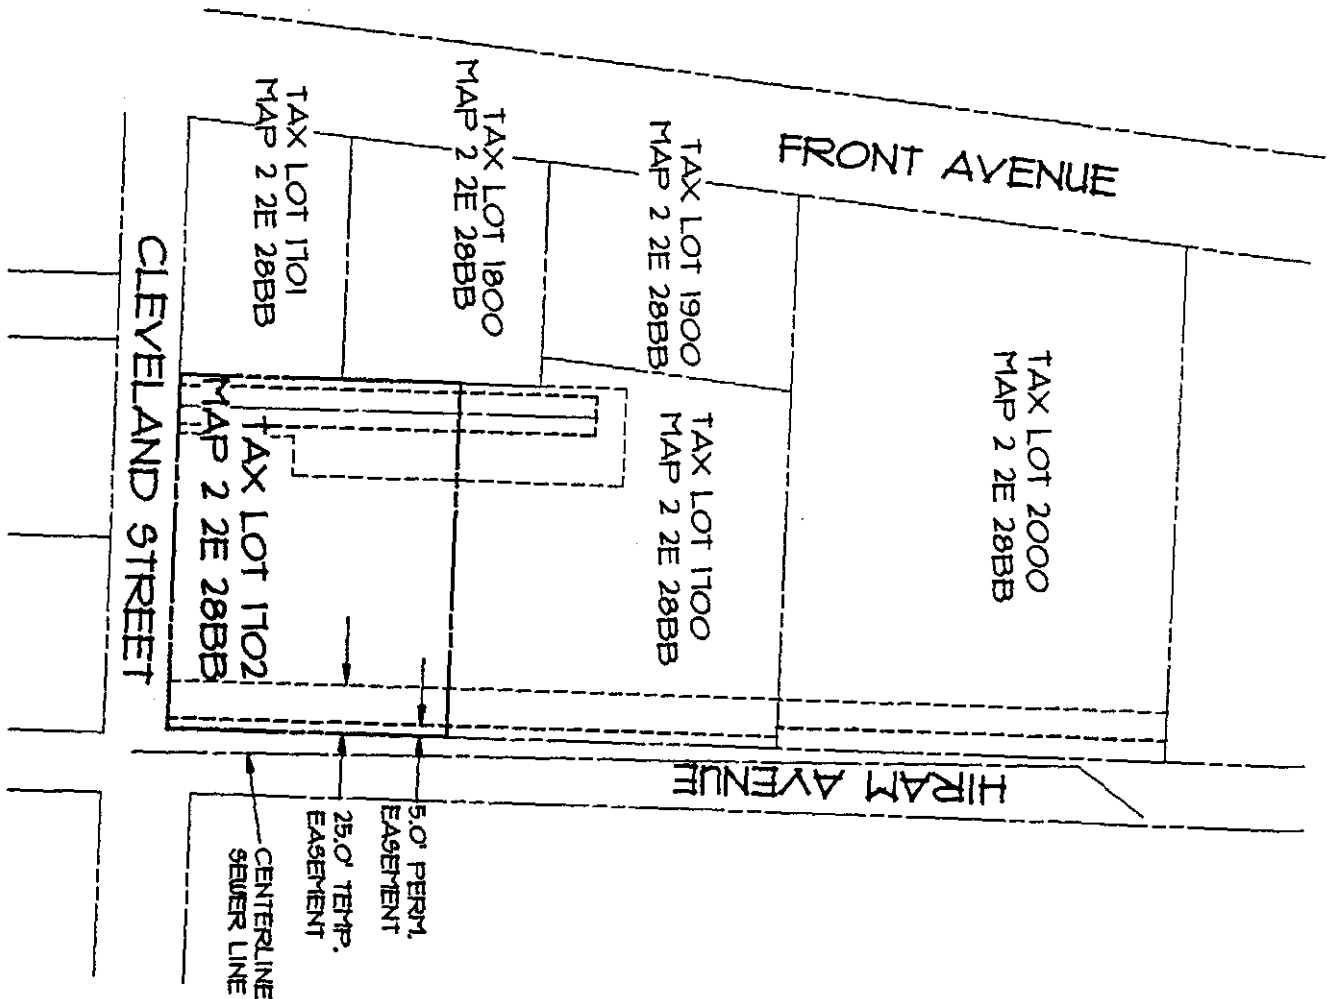 FRONT AVENUE
TAX LOT 1701
MAP 2 2E 28BB
TAX LOT 1800
MAP 2 2E 28BB
TAX LOT 1900
MAP 2 2E 28BB
TAX LOT 2000
MAP 2 2E 28BB
TAX LOT 1700
MAP 2 2E 28BB
TAX LOT 1702
MAP 2 2E 28BB
CLEVELAND STREET
HIRAM AVENUE
5.0' PERM.
EASEMENT
25.0' TEMP.
EASEMENT
CENTERLINE
SEWER LINE